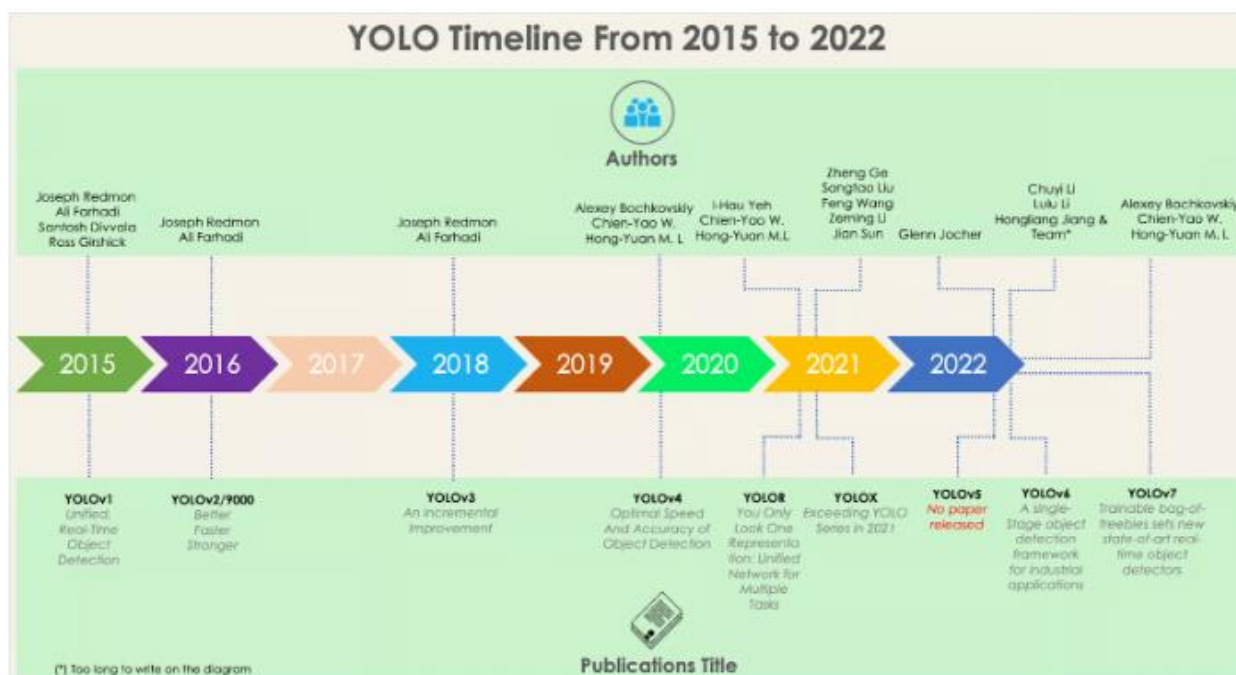 YOLO Timeline From 2015 to 2022
Authors
Joseph Redmon
Ali Farhadi
Santosh Divvala
Ross Girshick
Joseph Redmon
Ali Farhadi
Joseph Redmon
Ali Farhadi
Alexey Bochkovskiy
Chien-Yao W.
Hong-Yuan M. L
I-Hau Yeh
Chien-Yao W.
Hong-Yuan M.L
Zheng Ge
Songtao Liu
Feng Wang
Zeming Li
Jian Sun
Glenn Jocher
Chuyi Li
Lulu Li
Hongliang Jiang &
Team*
Alexey Bochkovskiy
Chien-Yao W.
Hong-Yuan M. L
2015
2016
2017
2018
2019
2020
2021
2022
YOLOv1
Unified,
Real-Time
Object
Detection
YOLOv2/9000
Better
Faster
Stronger
YOLOv3
An Incremental
Improvement
YOLOv4
Optimal Speed
And Accuracy of
Object Detection
YOLOR
You Only
Look One
Representa
tion: Unified
Network for
Multiple
Tasks
YOLOX
Exceeding YOLO
Series in 2021
YOLOv5
No paper
released
YOLOv6
A single-
Stage object
detection
framework
for industrial
applications
YOLOv7
Trainable bag-of-
freebies sets new
state-of-art real-
time object
detectors
Publications Title
(*) Too long to write on the diagram